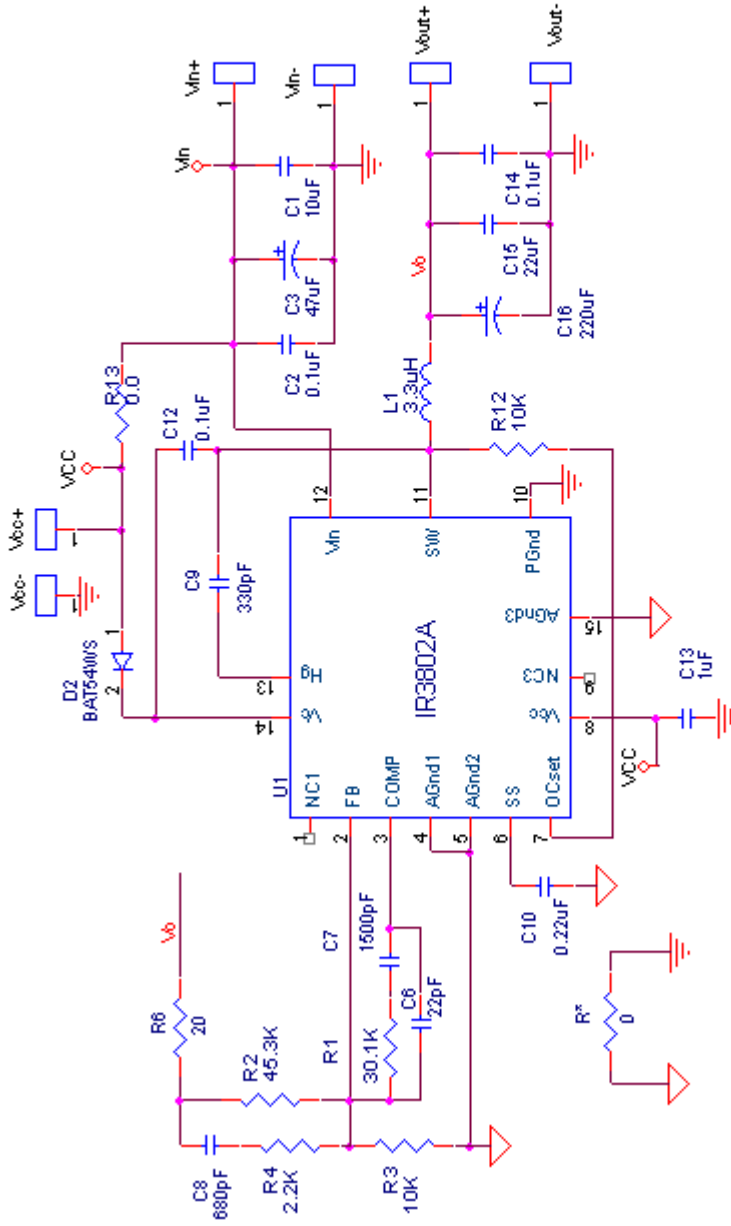 Vin+
1
Vin-
1
Vin
C1
10uF
C3
47uF
C2
0.1uF
Vout+
1
Vout-
1
C14
0.1uF
C15
22uF
C16
220uF
Vo
L1
3.3uH
R12
10K
R13
0.0
C12
0.1uF
VCC
Vcc+
1
Vcc-
1
D2
BAT54WS
1
2
C9
330pF
U1
IR3802A
12
Vin
11
SW
10
PGnd
13
Hg
14
Vc
15
AGnd3
9
NC3
8
Vcc
1
NC1
2
FB
3
COMP
4
AGnd1
5
AGnd2
6
SS
7
OCset
VCC
C13
1uF
C10
0.22uF
C7
1500pF
C6
22pF
R1
30.1K
Vo
R6
20
R2
45.3K
C8
680pF
R4
2.2K
R3
10K
R*
0